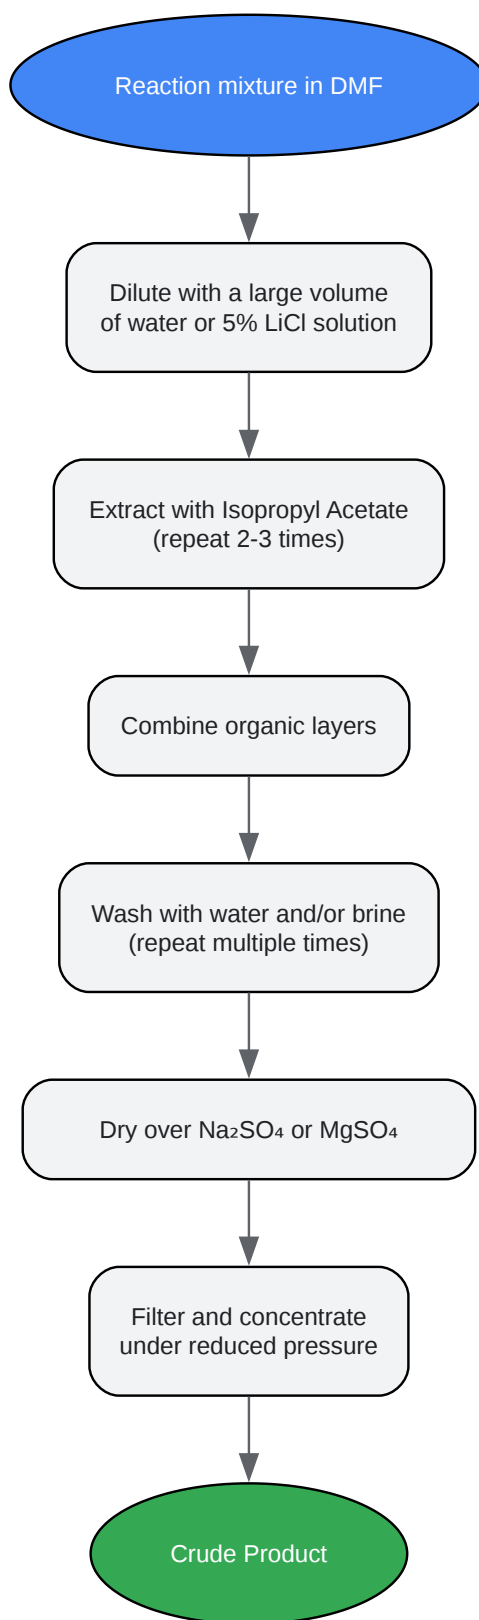 Reaction mixture in DMF
Dilute with a large volume
of water or 5% LiCl solution
Extract with Isopropyl Acetate
(repeat 2-3 times)
Combine organic layers
Wash with water and/or brine
(repeat multiple times)
Dry over Na₂SO₄ or MgSO₄
Filter and concentrate
under reduced pressure
Crude Product